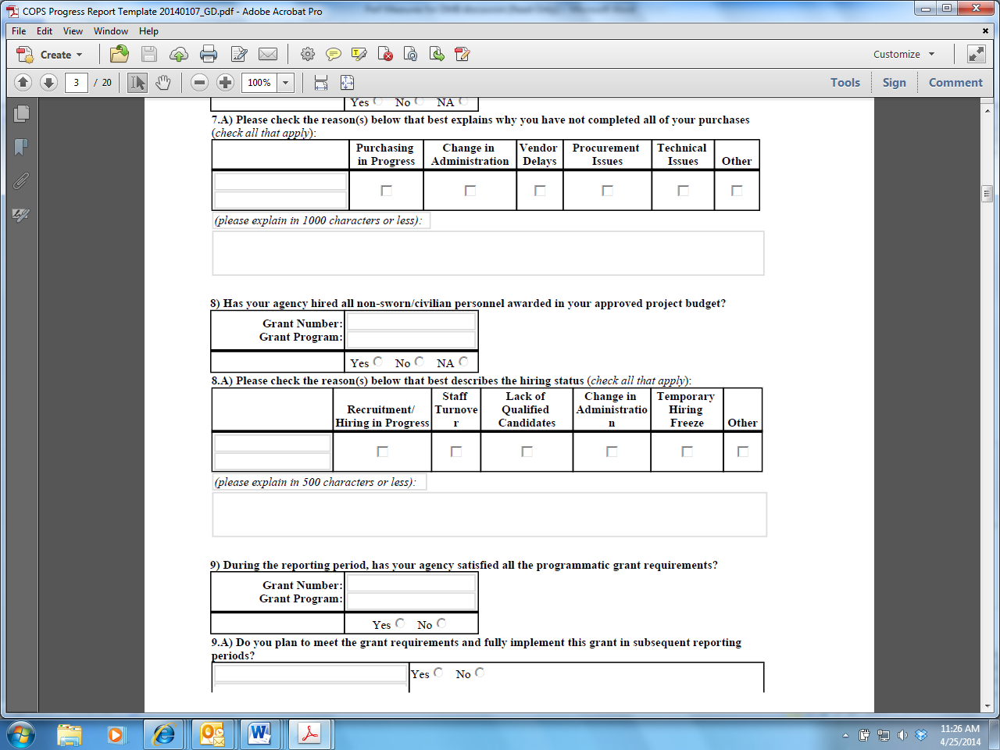 COPS Progress Report Template 20140107_GD.pdf - Adobe Acrobat Pro
File Edit View Window Help
Create
Customize
3 / 20
100%
Tools Sign Comment
Yes No NA
7.A) Please check the reason(s) below that best explains why you have not completed all of your purchases
(check all that apply):
Purchasing in Progress
Change in Administration
Vendor Delays
Procurement Issues
Technical Issues
Other
(please explain in 1000 characters or less):
8) Has your agency hired all non-sworn/civilian personnel awarded in your approved project budget?
Grant Number:
Grant Program:
Yes No NA
8.A) Please check the reason(s) below that best describes the hiring status (check all that apply):
Recruitment/ Hiring in Progress
Staff Turnove r
Lack of Qualified Candidates
Change in Administratio n
Temporary Hiring Freeze
Other
(please explain in 500 characters or less):
9) During the reporting period, has your agency satisfied all the programmatic grant requirements?
Grant Number:
Grant Program:
Yes No
9.A) Do you plan to meet the grant requirements and fully implement this grant in subsequent reporting
periods?
Yes No
11:26 AM
4/25/2014